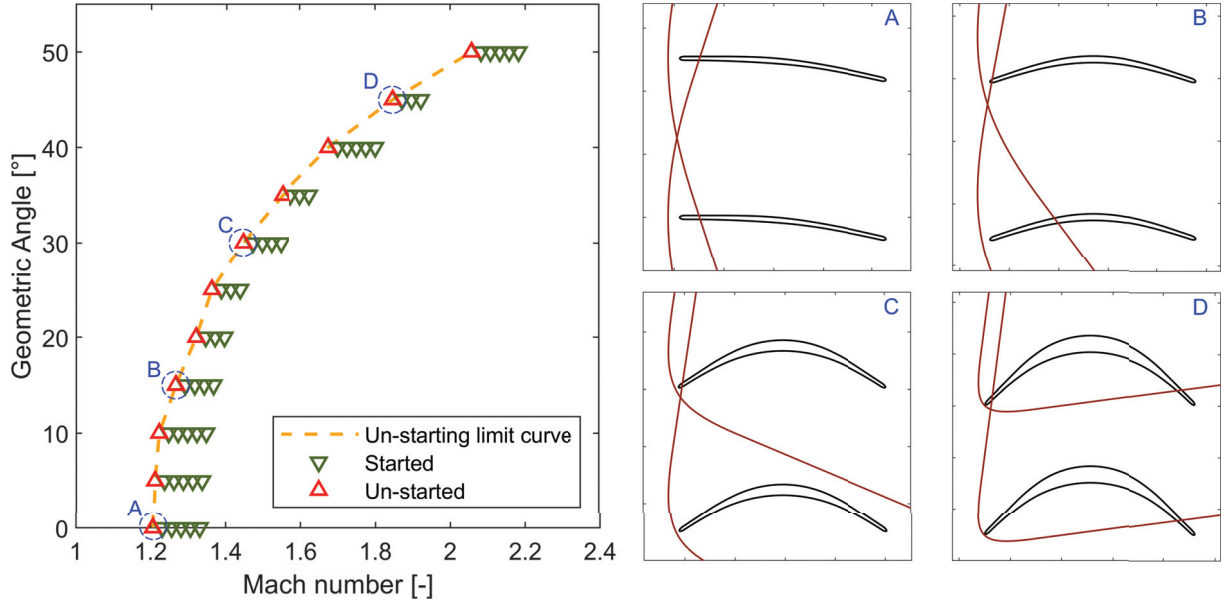 Geometric Angle [°]
50
40
30
20
10
0
D
C
B
A
Un-starting limit curve
Started
Un-started
1
1.2
1.4
1.6
1.8
2
2.2
2.4
Mach number [-]
A
B
C
D